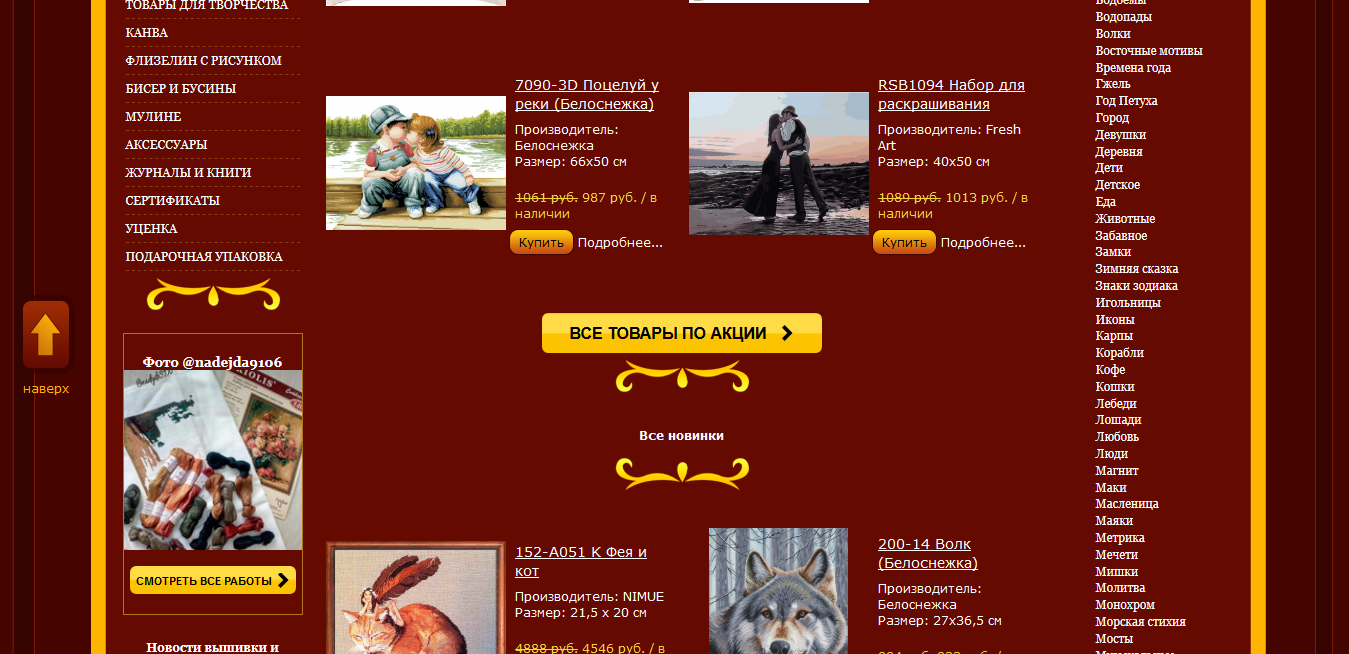 ТОВАРЫ ДЛЯ ТВОРЧЕСТВА
КАНВА
ФЛИЗЕЛИН С РИСУНКОМ
БИСЕР И БУСИНЫ
МУЛИНЕ
АКСЕССУАРЫ
ЖУРНАЛЫ И КНИГИ
СЕРТИФИКАТЫ
УЦЕНКА
ПОДАРОЧНАЯ УПАКОВКА
наверх
Фото @nadejda9106
СМОТРЕТЬ ВСЕ РАБОТЫ
Новости вышивки и
7090-3D Поцелуй у
реки (Белоснежка)
Производитель:
Белоснежка
Размер: 66x50 см
1061 руб. 987 руб. / в
наличии
Купить Подробнее...
RSB1094 Набор для
раскрашивания
Производитель: Fresh
Art
Размер: 40x50 см
1089 руб. 1013 руб. / в
наличии
Купить Подробнее...
ВСЕ ТОВАРЫ ПО АКЦИИ
Все новинки
152-A051 K Фея и
кот
Производитель: NIMUE
Размер: 21,5 x 20 см
4888 руб. 4546 руб. / в
200-14 Волк
(Белоснежка)
Производитель:
Белоснежка
Размер: 27x36,5 см
Водоемы
Водопады
Волки
Восточные мотивы
Времена года
Гжель
Год Петуха
Город
Девушки
Деревня
Дети
Детское
Еда
Животные
Забавное
Замки
Зимняя сказка
Знаки зодиака
Игольницы
Иконы
Карпы
Корабли
Кофе
Кошки
Лебеди
Лошади
Любовь
Люди
Магнит
Маки
Масленица
Маяки
Метрика
Мечети
Мишки
Молитва
Монохром
Морская стихия
Мосты